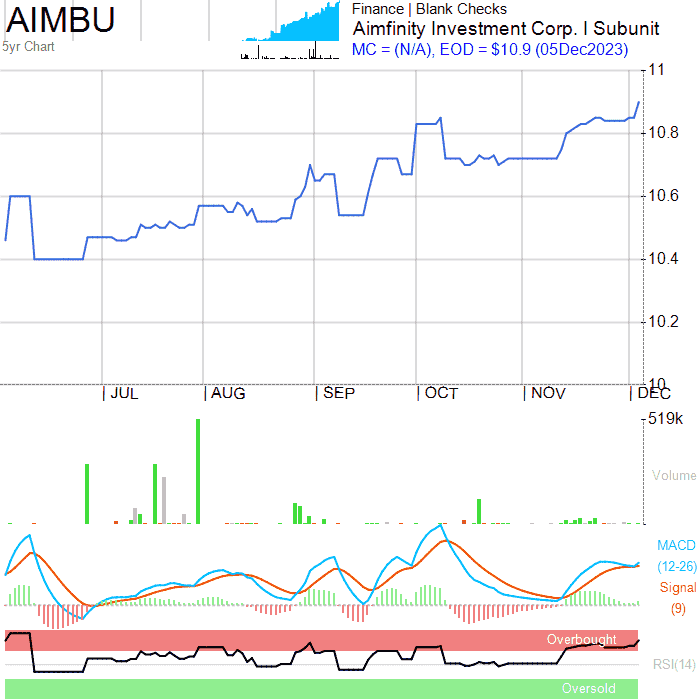 AIMBU
5yr Chart
Finance | Blank Checks
Aimfinity Investment Corp. I Subunit
MC = (N/A), EOD = $10.9 (05Dec2023)
11
10.8
10.6
10.4
10.2
10
| JUL | AUG | SEP | OCT | NOV | DEC
519k
Volume
MACD
(12-26)
Signal
(9)
Overbought
RSI(14)
Oversold